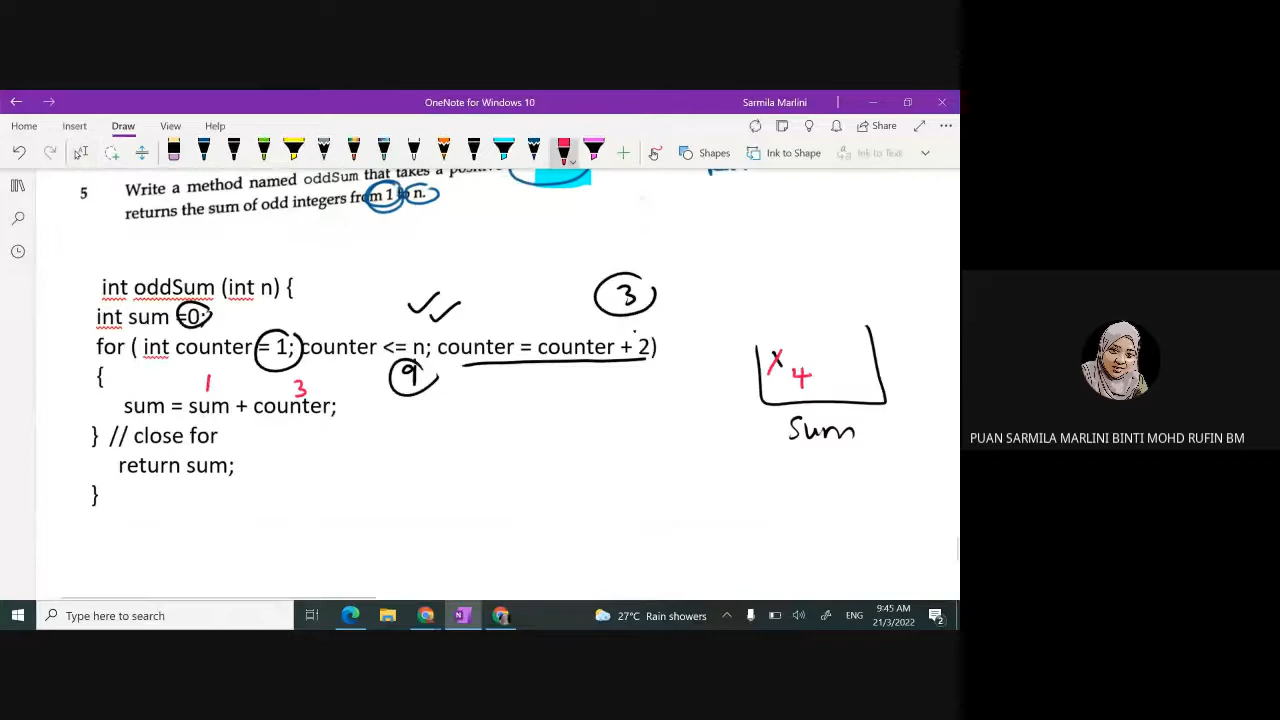 OneNote for Windows 10
Sarmila Marlini
Home Insert Draw View Help
Share
Shapes
Ink to Shape
Ink to Text
5 Write a method named oddSum that takes a positive
returns the sum of odd integers from 1 to n.
int oddSum (int n) {
int sum =0;
for ( int counter = 1; counter <= n; counter = counter + 2)
3
9
{
1 3
sum = sum + counter;
} // close for
return sum;
}
4
Sum
PUAN SARMILA MARLINI BINTI MOHD RUFIN BM
Type here to search
27°C Rain showers
ENG
9:45 AM
21/3/2022
2